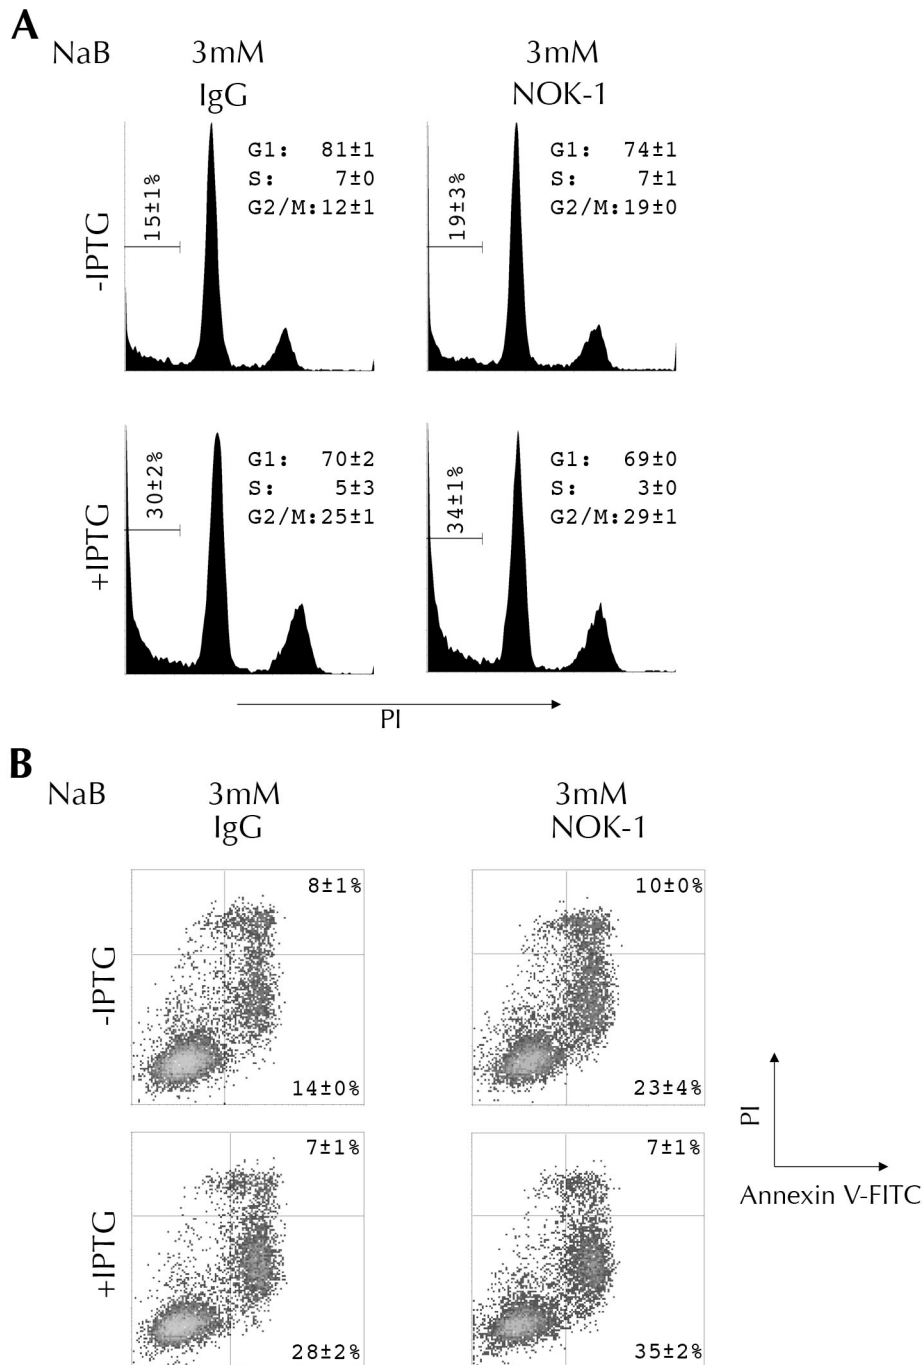 A
NaB 3mM 3mM
IgG NOK-1
-IPTG
15±1%
G1: 81±1
S: 7±0
G2/M:12±1
19±3%
G1: 74±1
S: 7±1
G2/M:19±0
+IPTG
30±2%
G1: 70±2
S: 5±3
G2/M:25±1
34±1%
G1: 69±0
S: 3±0
G2/M:29±1
PI
B
NaB 3mM 3mM
IgG NOK-1
-IPTG
8±1%
14±0%
10±0%
23±4%
+IPTG
7±1%
28±2%
7±1%
35±2%
PI
Annexin V-FITC